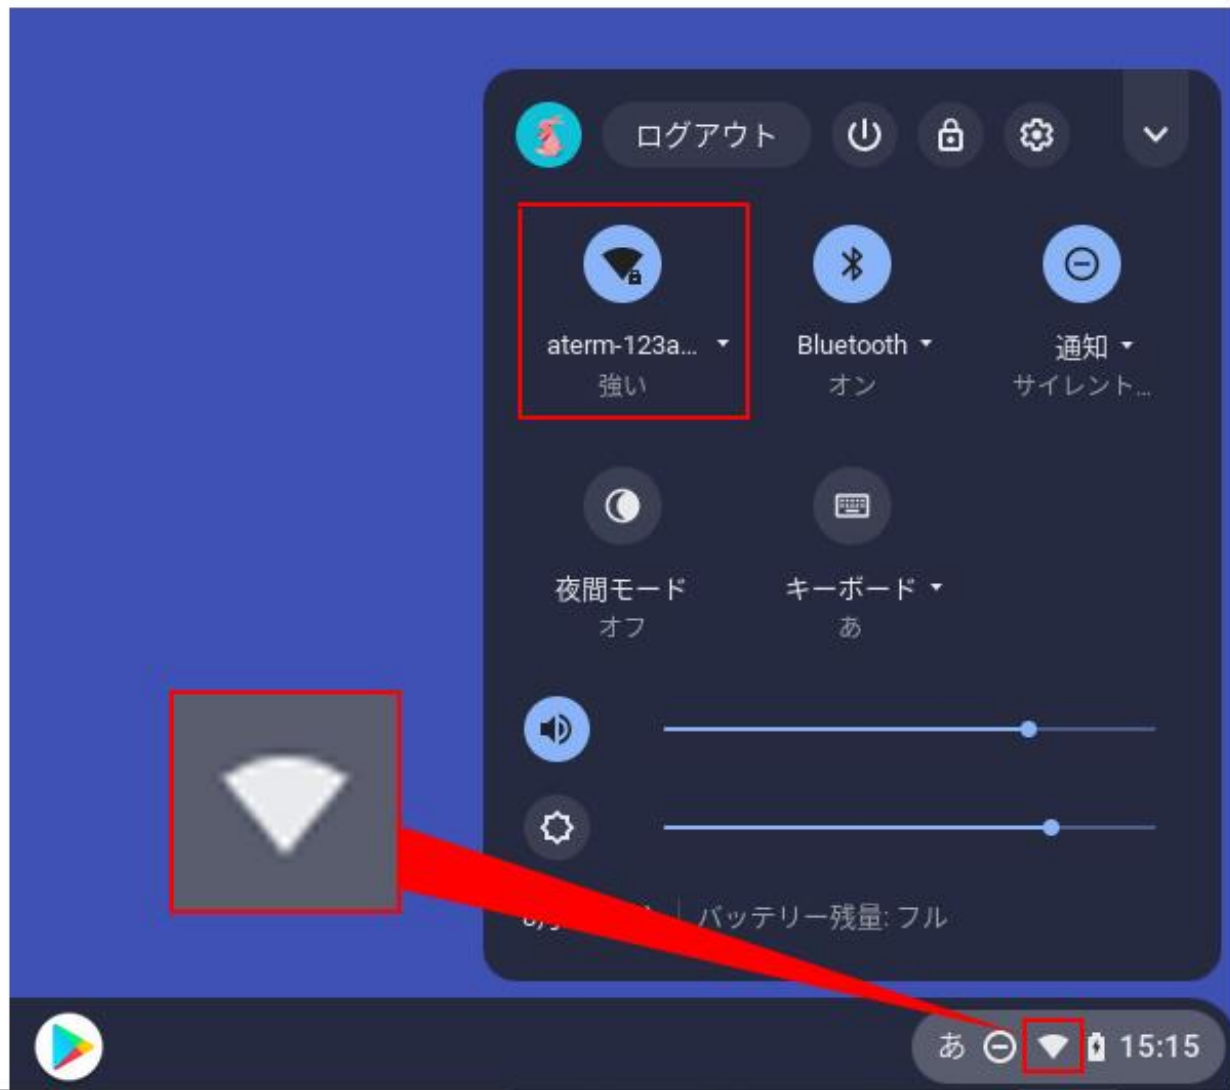 ログアウト
aterm-123a...
強い
Bluetooth
オン
通知
サイレント...
夜間モード
オフ
キーボード
あ
バッテリー残量: フル
あ
15:15